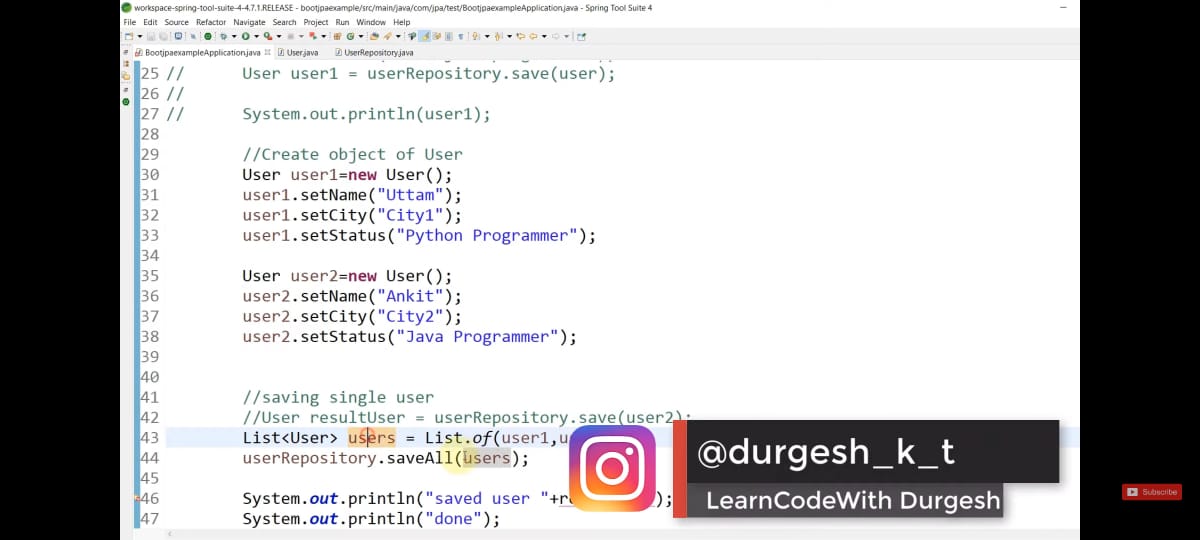 workspace-spring-tool-suite-4-4.7.1.RELEASE - bootjpaexample/src/main/java/com/jpa/test/BootjpaexampleApplication.java - Spring Tool Suite 4
File Edit Source Refactor Navigate Search Project Run Window Help
BootjpaexampleApplication.java User.java UserRepository.java
25 // User user1 = userRepository.save(user);
26 //
27 // System.out.println(user1);
28
29 //Create object of User
30 User user1=new User();
31 user1.setName("Uttam");
32 user1.setCity("City1");
33 user1.setStatus("Python Programmer");
34
35 User user2=new User();
36 user2.setName("Ankit");
37 user2.setCity("City2");
38 user2.setStatus("Java Programmer");
39
40
41 //saving single user
42 //User resultUser = userRepository.save(user2);
43 List<User> users = List.of(user1,u
44 userRepository.saveAll(users);
45
46 System.out.println("saved user "+r );
47 System.out.println("done");
@durgesh_k_t
LearnCodeWith Durgesh
Subscribe